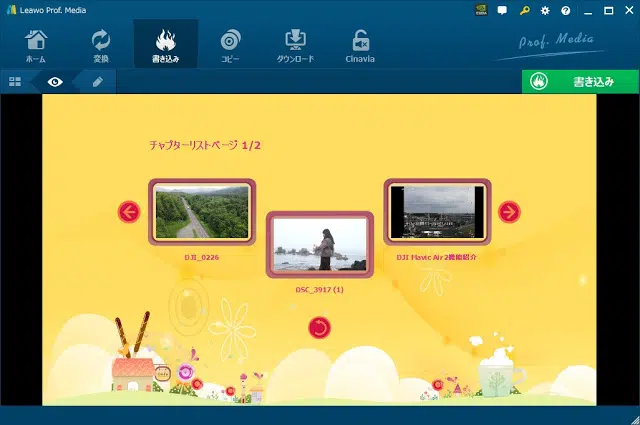 Leawo Prof. Media
ホーム
変換
書き込み
コピー
ダウンロード
Cinavia
Prof. Media
書き込み
チャプターリストページ 1/2
DJI_0226
DSC_3917 (1)
DJI Mavic Air 2機能紹介